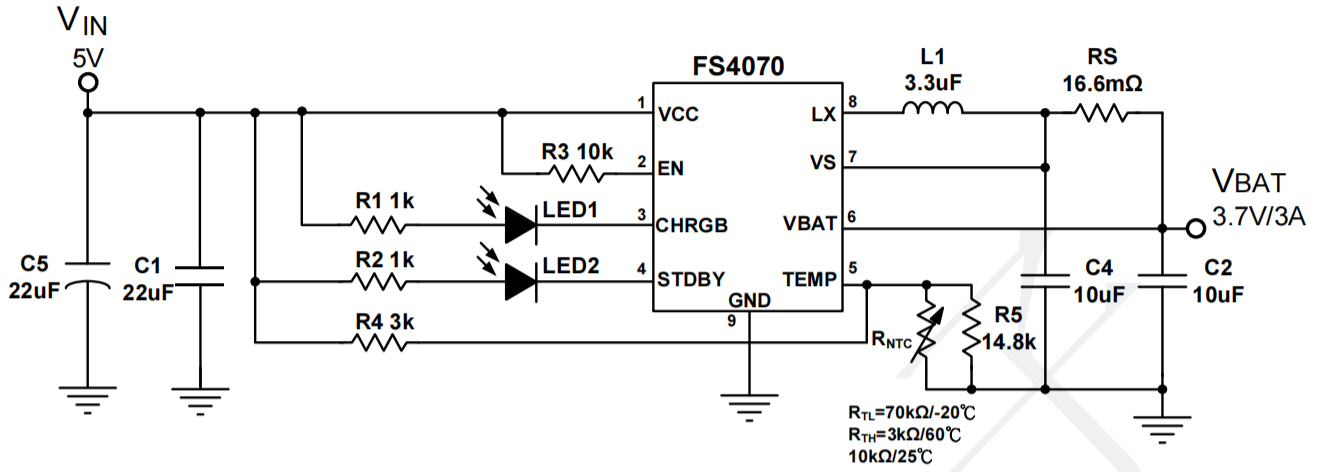 VIN
5V
FS4070
L1
3.3uF
RS
16.6mΩ
1
VCC
LX
8
R3 10k
2
EN
VS
7
R1 1k
LED1
3
CHRGB
VBAT
6
VBAT
3.7V/3A
C5
22uF
C1
22uF
R2 1k
LED2
4
STDBY
TEMP
5
C4
10uF
C2
10uF
GND
9
R4 3k
RNTC
R5
14.8k
RTL=70kΩ/-20℃
RTH=3kΩ/60℃
10kΩ/25℃